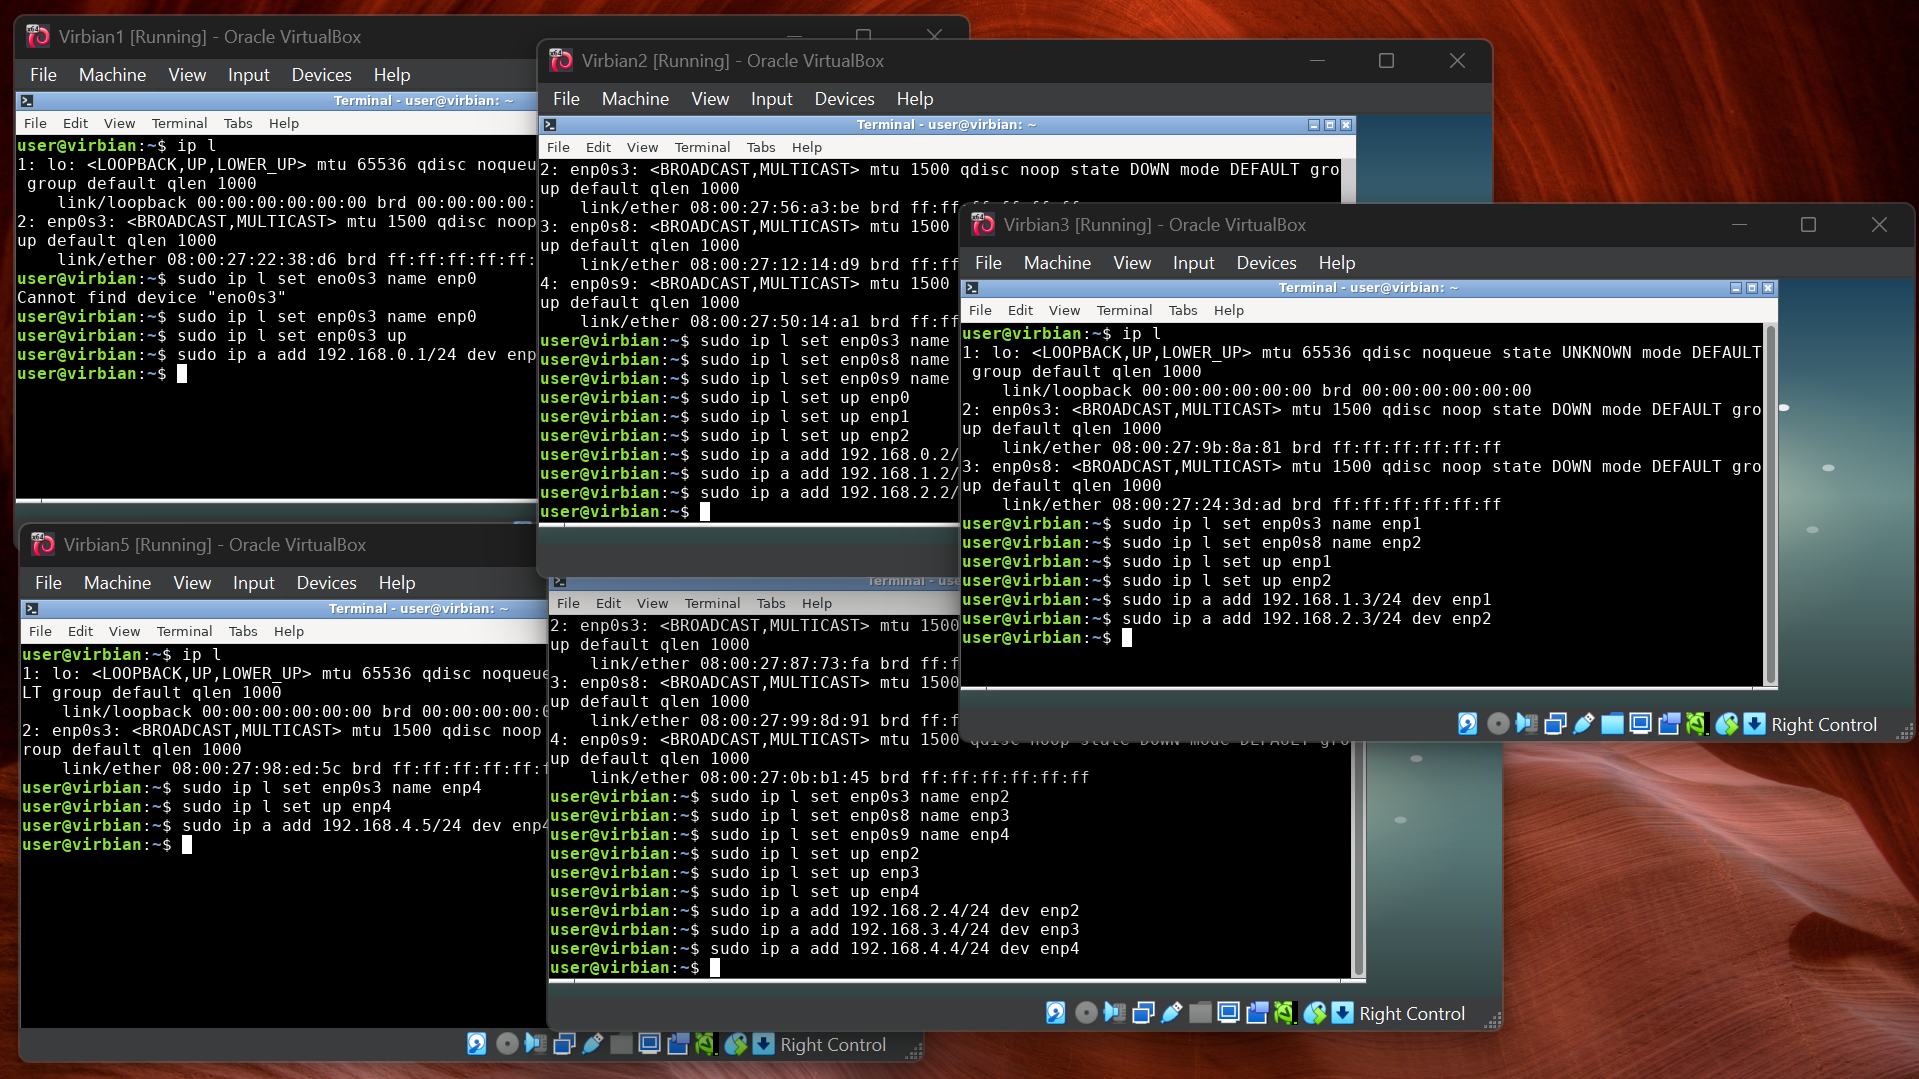 Virbian1 [Running] - Oracle VirtualBox
File Machine View Input Devices Help
Terminal - user@virbian: ~
File Edit View Terminal Tabs Help
user@virbian:~$ ip l
1: lo: <LOOPBACK,UP,LOWER_UP> mtu 65536 qdisc noqueue
 group default qlen 1000
    link/loopback 00:00:00:00:00:00 brd 00:00:00:00:
2: enp0s3: <BROADCAST,MULTICAST> mtu 1500 qdisc noop
up default qlen 1000
    link/ether 08:00:27:22:38:d6 brd ff:ff:ff:ff:ff:
user@virbian:~$ sudo ip l set eno0s3 name enp0
Cannot find device "eno0s3"
user@virbian:~$ sudo ip l set enp0s3 name enp0
user@virbian:~$ sudo ip l set enp0s3 up
user@virbian:~$ sudo ip a add 192.168.0.1/24 dev enp
user@virbian:~$
Virbian2 [Running] - Oracle VirtualBox
File Machine View Input Devices Help
Terminal - user@virbian: ~
File Edit View Terminal Tabs Help
2: enp0s3: <BROADCAST,MULTICAST> mtu 1500 qdisc noop state DOWN mode DEFAULT gro
up default qlen 1000
    link/ether 08:00:27:56:a3:be brd ff:ff:ff:ff:ff:ff
3: enp0s8: <BROADCAST,MULTICAST> mtu 1500
up default qlen 1000
    link/ether 08:00:27:12:14:d9 brd ff:ff
4: enp0s9: <BROADCAST,MULTICAST> mtu 1500
up default qlen 1000
    link/ether 08:00:27:50:14:a1 brd ff:ff
user@virbian:~$ sudo ip l set enp0s3 name
user@virbian:~$ sudo ip l set enp0s8 name
user@virbian:~$ sudo ip l set enp0s9 name
user@virbian:~$ sudo ip l set up enp0
user@virbian:~$ sudo ip l set up enp1
user@virbian:~$ sudo ip l set up enp2
user@virbian:~$ sudo ip a add 192.168.0.2/
user@virbian:~$ sudo ip a add 192.168.1.2/
user@virbian:~$ sudo ip a add 192.168.2.2/
user@virbian:~$
Virbian3 [Running] - Oracle VirtualBox
File Machine View Input Devices Help
Terminal - user@virbian: ~
File Edit View Terminal Tabs Help
user@virbian:~$ ip l
1: lo: <LOOPBACK,UP,LOWER_UP> mtu 65536 qdisc noqueue state UNKNOWN mode DEFAULT
 group default qlen 1000
    link/loopback 00:00:00:00:00:00 brd 00:00:00:00:00:00
2: enp0s3: <BROADCAST,MULTICAST> mtu 1500 qdisc noop state DOWN mode DEFAULT gro
up default qlen 1000
    link/ether 08:00:27:9b:8a:81 brd ff:ff:ff:ff:ff:ff
3: enp0s8: <BROADCAST,MULTICAST> mtu 1500 qdisc noop state DOWN mode DEFAULT gro
up default qlen 1000
    link/ether 08:00:27:24:3d:ad brd ff:ff:ff:ff:ff:ff
user@virbian:~$ sudo ip l set enp0s3 name enp1
user@virbian:~$ sudo ip l set enp0s8 name enp2
user@virbian:~$ sudo ip l set up enp1
user@virbian:~$ sudo ip l set up enp2
user@virbian:~$ sudo ip a add 192.168.1.3/24 dev enp1
user@virbian:~$ sudo ip a add 192.168.2.3/24 dev enp2
user@virbian:~$
Right Control
Virbian5 [Running] - Oracle VirtualBox
File Machine View Input Devices Help
Terminal - user@virbian: ~
File Edit View Terminal Tabs Help
user@virbian:~$ ip l
1: lo: <LOOPBACK,UP,LOWER_UP> mtu 65536 qdisc noqueue
LT group default qlen 1000
    link/loopback 00:00:00:00:00:00 brd 00:00:00:00:0
2: enp0s3: <BROADCAST,MULTICAST> mtu 1500 qdisc noop
roup default qlen 1000
    link/ether 08:00:27:98:ed:5c brd ff:ff:ff:ff:ff:f
user@virbian:~$ sudo ip l set enp0s3 name enp4
user@virbian:~$ sudo ip l set up enp4
user@virbian:~$ sudo ip a add 192.168.4.5/24 dev enp4
user@virbian:~$
Right Control
Terminal - use
File Edit View Terminal Tabs Help
2: enp0s3: <BROADCAST,MULTICAST> mtu 1500
up default qlen 1000
    link/ether 08:00:27:87:73:fa brd ff:f
3: enp0s8: <BROADCAST,MULTICAST> mtu 1500
up default qlen 1000
    link/ether 08:00:27:99:8d:91 brd ff:f
4: enp0s9: <BROADCAST,MULTICAST> mtu 1500 qdisc noop state DOWN mode DEFAULT gro
up default qlen 1000
    link/ether 08:00:27:0b:b1:45 brd ff:ff:ff:ff:ff:ff
user@virbian:~$ sudo ip l set enp0s3 name enp2
user@virbian:~$ sudo ip l set enp0s8 name enp3
user@virbian:~$ sudo ip l set enp0s9 name enp4
user@virbian:~$ sudo ip l set up enp2
user@virbian:~$ sudo ip l set up enp3
user@virbian:~$ sudo ip l set up enp4
user@virbian:~$ sudo ip a add 192.168.2.4/24 dev enp2
user@virbian:~$ sudo ip a add 192.168.3.4/24 dev enp3
user@virbian:~$ sudo ip a add 192.168.4.4/24 dev enp4
user@virbian:~$
Right Control